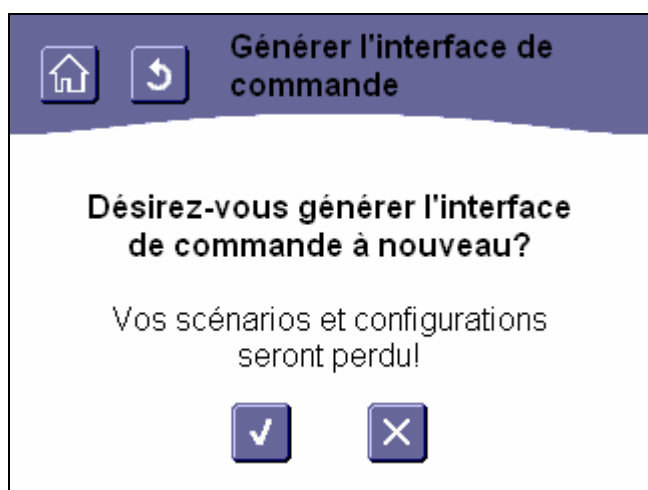 Générer l'interface de
commande
Désirez-vous générer l'interface
de commande à nouveau?
Vos scénarios et configurations
seront perdu!